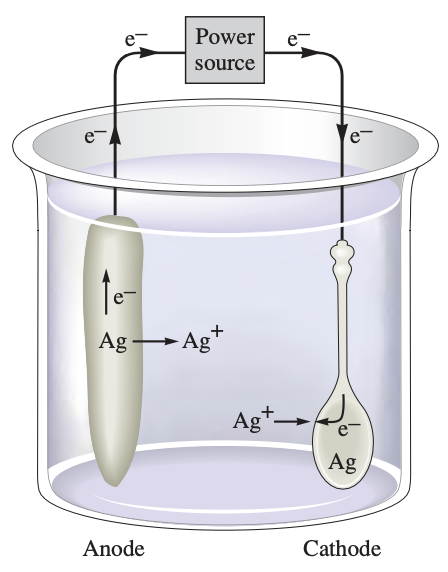 e⁻
Power
source
e⁻
e⁻
e⁻
e⁻
Ag
Ag⁺
Ag⁺
e⁻
Ag
Anode
Cathode